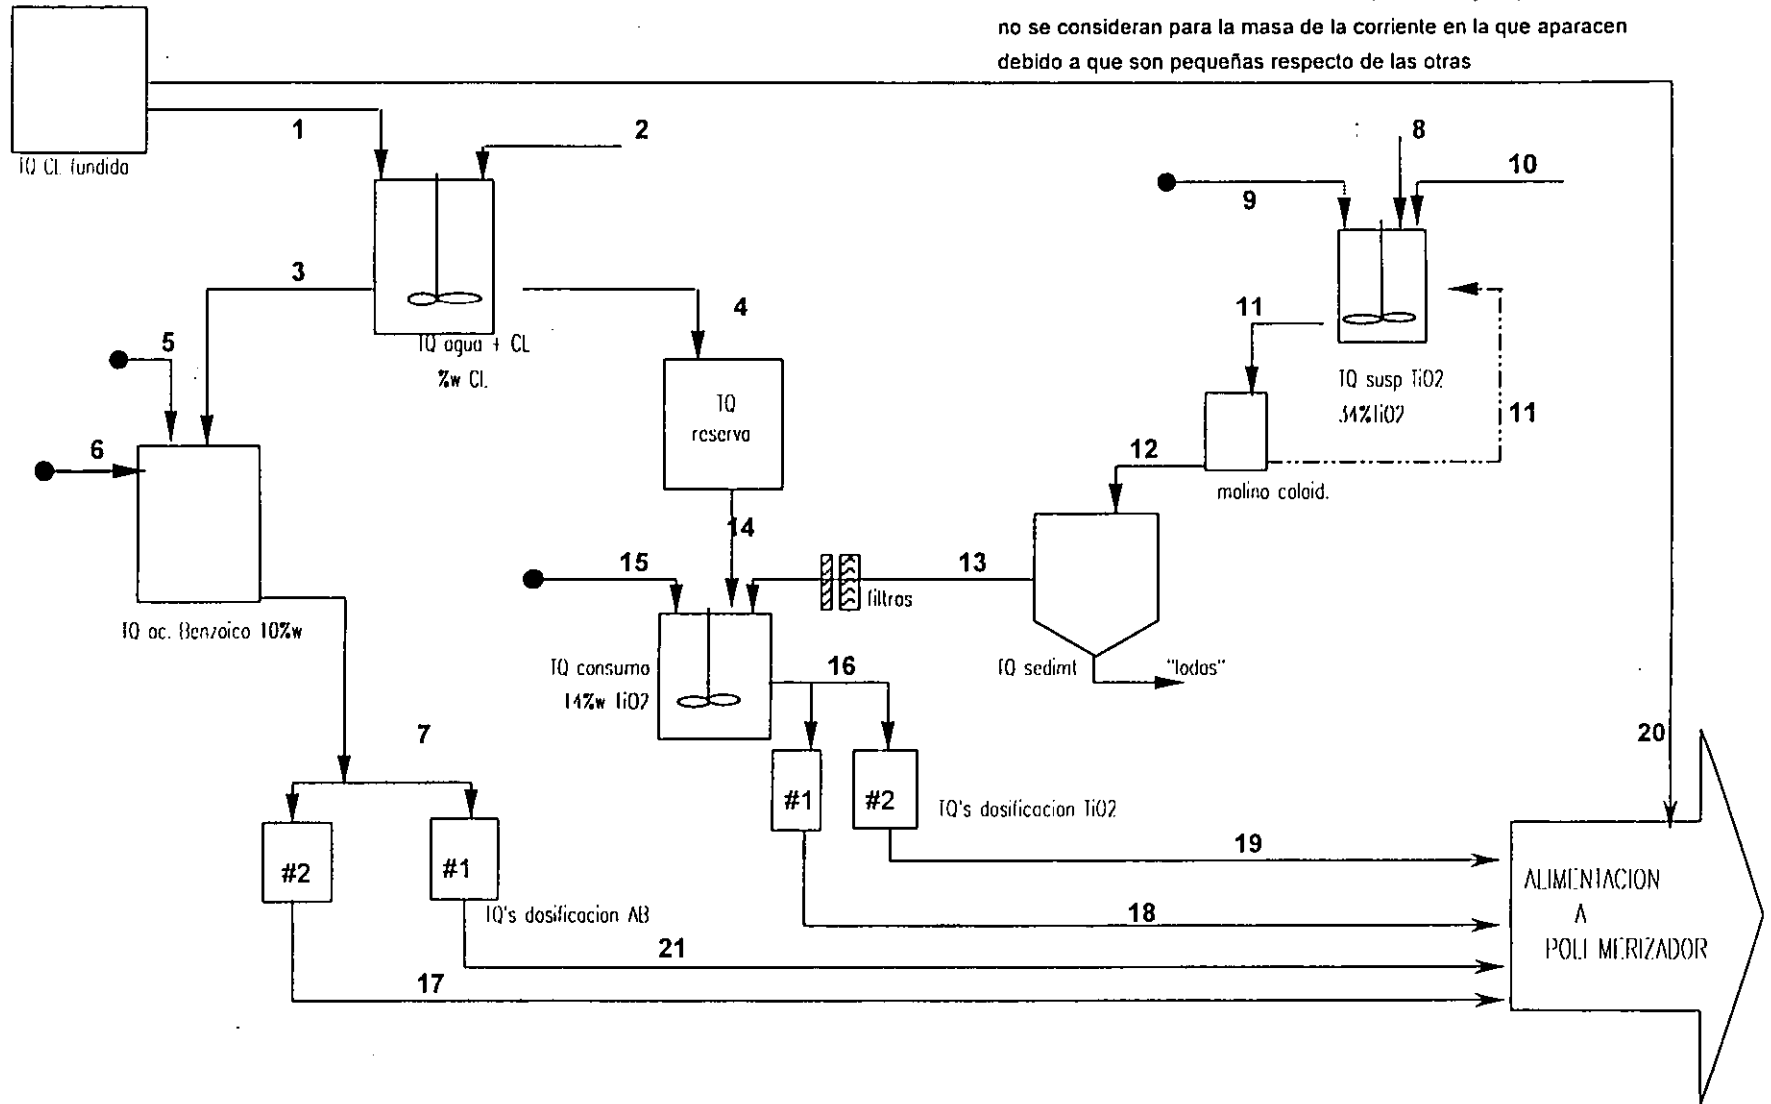 no se consideran para la masa de la corriente en la que aparacen
debido a que son pequeñas respecto de las otras
1
2
8
10
9
TQ CL fundida
3
4
11
TQ agua + CL
%w CL
5
TQ susp TiO2
34%TiO2
11
TQ
reserva
6
12
molino coloid.
14
15
13
filtros
TQ ac. Benzoico 10%w
TQ consumo
14%w TiO2
16
TQ sedimt
"lodos"
7
20
#1
#2
TQ's dosificacion TiO2
#2
#1
19
ALIMENTACION
A
POLIMERIZADOR
TQ's dosificacion AB
18
21
17